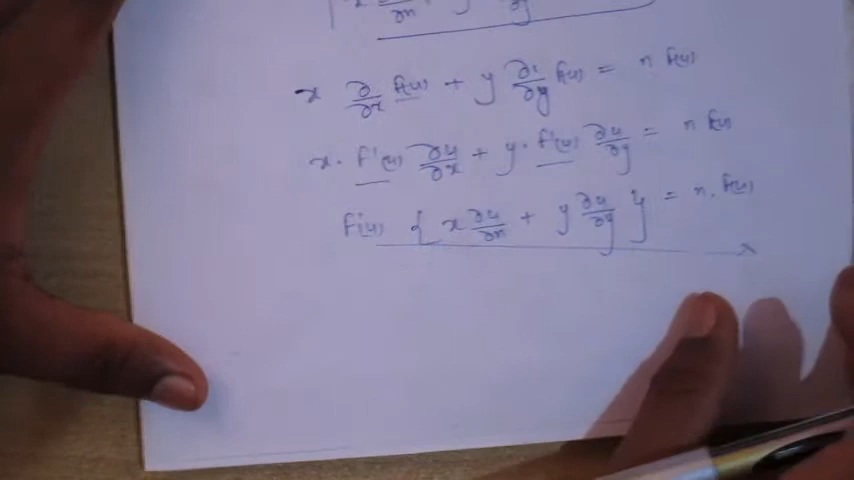 x ∂/∂x f(u) + y ∂/∂y f(u) = n f(u)
x · f'(u) ∂u/∂x + y · f'(u) ∂u/∂y = n f(u)
f'(u) { x ∂u/∂x + y ∂u/∂y } = n · f(u)